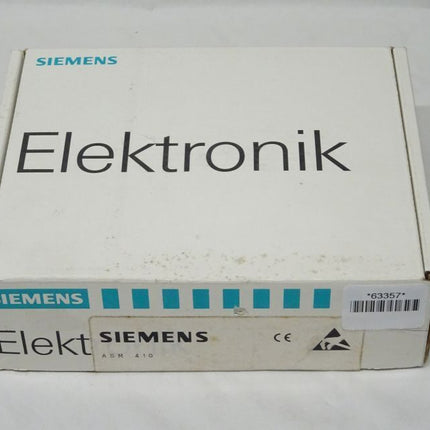 SIEMENS
Elektronik
SIEMENS
*63357*
Elekt
SIEMENS
CE
ASM 410